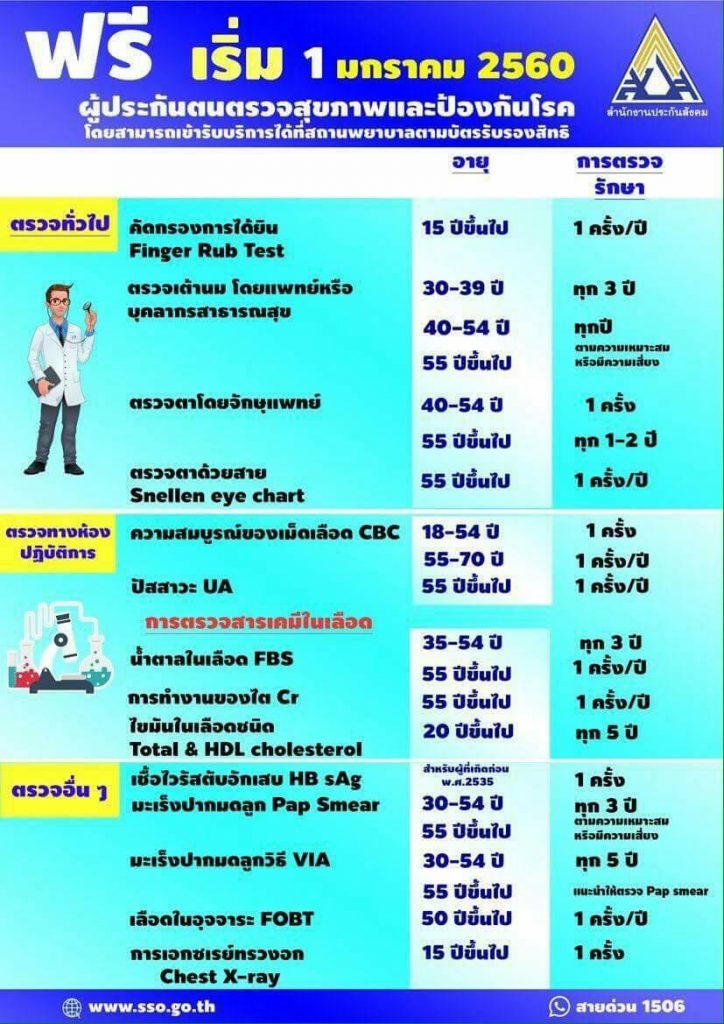 ฟรี เริ่ม 1 มกราคม 2560
ผู้ประกันตนตรวจสุขภาพและป้องกันโรค
โดยสามารถเข้ารับบริการได้ที่สถานพยาบาลตามบัตรรับรองสิทธิ
สำนักงานประกันสังคม
อายุ การตรวจ
รักษา
ตรวจทั่วไป คัดกรองการได้ยิน 15 ปีขึ้นไป 1 ครั้ง/ปี
Finger Rub Test
ตรวจเต้านม โดยแพทย์หรือ 30-39 ปี ทุก 3 ปี
บุคลากรสาธารณสุข
40-54 ปี ทุกปี
ตามความเหมาะสม
55 ปีขึ้นไป หรือมีความเสี่ยง
ตรวจตาโดยจักษุแพทย์ 40-54 ปี 1 ครั้ง
55 ปีขึ้นไป ทุก 1-2 ปี
ตรวจตาด้วยสาย 55 ปีขึ้นไป 1 ครั้ง/ปี
Snellen eye chart
ตรวจทางห้อง ความสมบูรณ์ของเม็ดเลือด CBC 18-54 ปี 1 ครั้ง
ปฏิบัติการ
55-70 ปี 1 ครั้ง/ปี
ปัสสาวะ UA 55 ปีขึ้นไป 1 ครั้ง/ปี
การตรวจสารเคมีในเลือด
35-54 ปี ทุก 3 ปี
น้ำตาลในเลือด FBS 55 ปีขึ้นไป 1 ครั้ง/ปี
การทำงานของไต Cr 55 ปีขึ้นไป 1 ครั้ง/ปี
ไขมันในเลือดชนิด 20 ปีขึ้นไป ทุก 5 ปี
Total & HDL cholesterol
ตรวจอื่น ๆ เชื้อไวรัสตับอักเสบ HB sAg สำหรับผู้ที่เกิดก่อน 1 ครั้ง
พ.ศ.2535
มะเร็งปากมดลูก Pap Smear 30-54 ปี ทุก 3 ปี
ตามความเหมาะสม
55 ปีขึ้นไป หรือมีความเสี่ยง
มะเร็งปากมดลูกวิธี VIA 30-54 ปี ทุก 5 ปี
55 ปีขึ้นไป แนะนำให้ตรวจ Pap smear
เลือดในอุจจาระ FOBT 50 ปีขึ้นไป 1 ครั้ง/ปี
การเอกซเรย์ทรวงอก 15 ปีขึ้นไป 1 ครั้ง
Chest X-ray
www.sso.go.th สายด่วน 1506